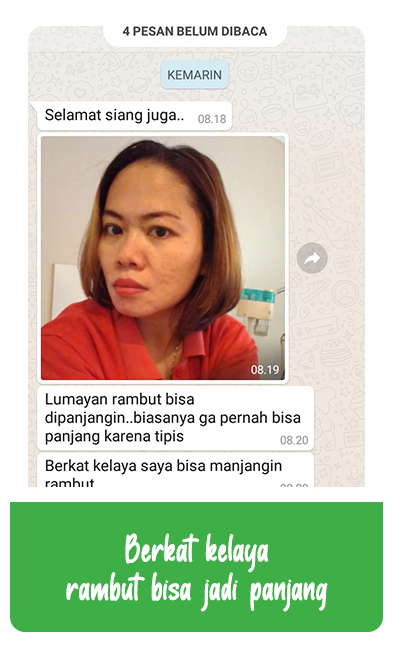 4 PESAN BELUM DIBACA
KEMARIN
Selamat siang juga.. 08.18
08.19
Lumayan rambut bisa
dipanjangin..biasanya ga pernah bisa
panjang karena tipis 08.20
Berkat kelaya saya bisa manjangin
rambut
Berkat kelaya
rambut bisa jadi panjang